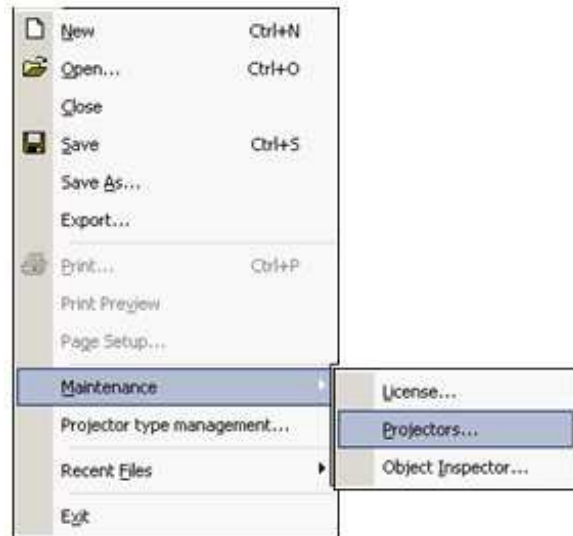 New Ctrl+N
Open... Ctrl+O
Close
Save Ctrl+S
Save As...
Export...
Print... Ctrl+P
Print Preview
Page Setup...
Maintenance
License...
Projector type management...
Projectors...
Recent Files
Object Inspector...
Exit